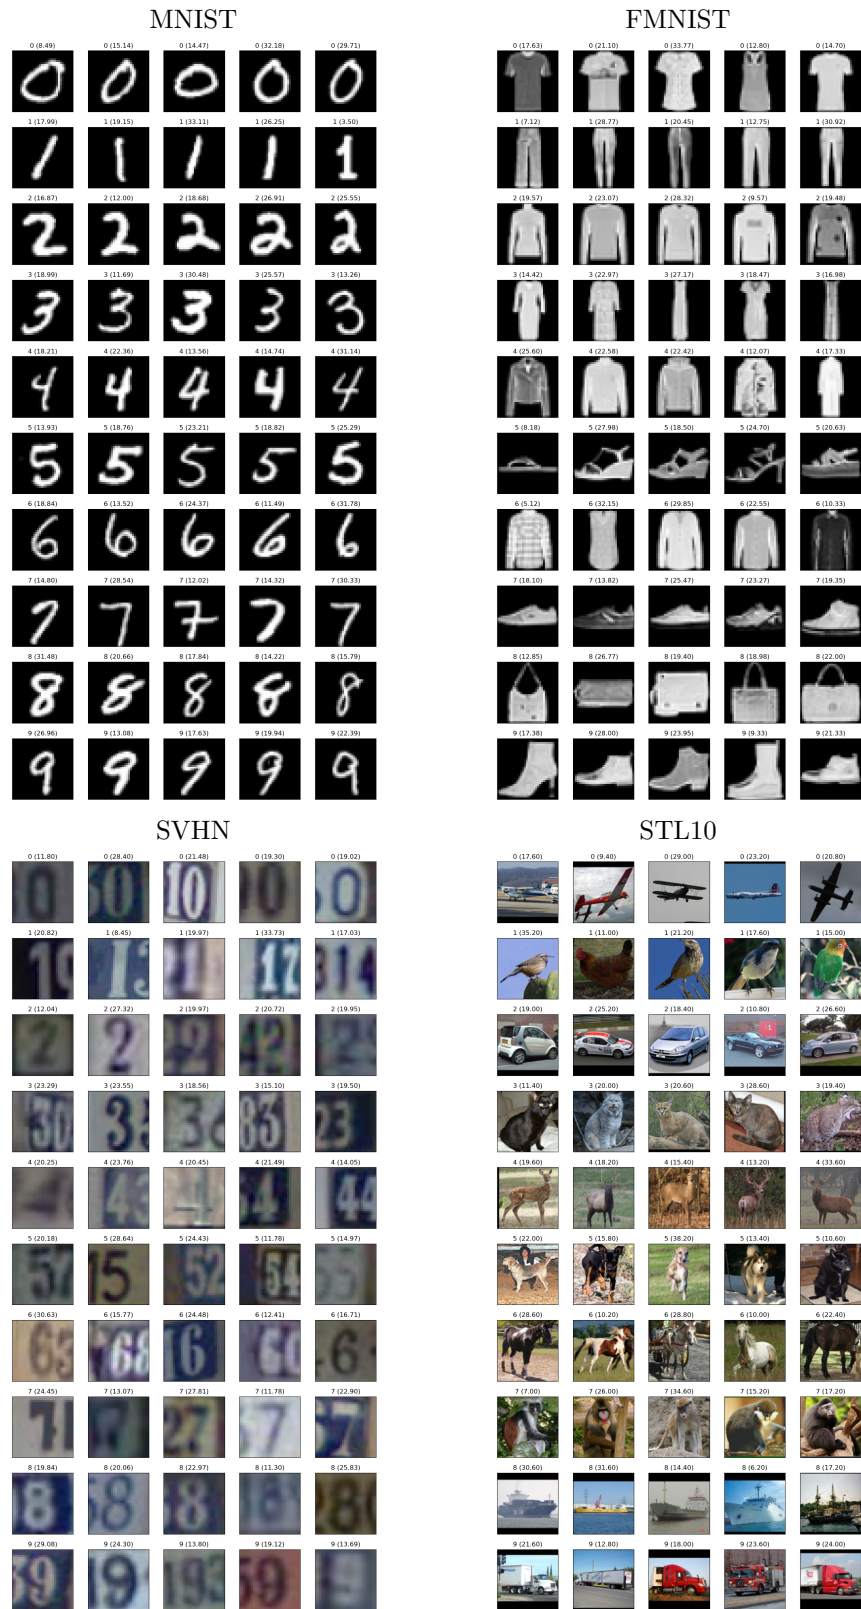 MNIST
0 (8.49) 0 (15.14) 0 (14.47) 0 (32.18) 0 (29.71)
1 (17.99) 1 (19.15) 1 (33.11) 1 (26.25) 1 (3.50)
2 (16.87) 2 (12.00) 2 (18.68) 2 (26.91) 2 (25.55)
3 (18.99) 3 (11.69) 3 (30.48) 3 (25.57) 3 (13.26)
4 (18.21) 4 (22.36) 4 (13.56) 4 (14.74) 4 (31.14)
5 (13.93) 5 (18.76) 5 (23.21) 5 (18.82) 5 (25.29)
6 (18.84) 6 (13.52) 6 (24.37) 6 (11.49) 6 (31.78)
7 (14.80) 7 (28.54) 7 (12.02) 7 (14.32) 7 (30.33)
8 (31.48) 8 (20.66) 8 (17.84) 8 (14.22) 8 (15.79)
9 (26.96) 9 (13.08) 9 (17.63) 9 (19.94) 9 (22.39)
FMNIST
0 (17.63) 0 (21.10) 0 (33.77) 0 (12.80) 0 (14.70)
1 (7.12) 1 (28.77) 1 (20.45) 1 (12.75) 1 (30.92)
2 (19.57) 2 (23.07) 2 (28.32) 2 (9.57) 2 (19.48)
3 (14.42) 3 (22.97) 3 (27.17) 3 (18.47) 3 (16.98)
4 (25.60) 4 (22.58) 4 (22.42) 4 (12.07) 4 (17.33)
5 (8.18) 5 (27.98) 5 (18.50) 5 (24.70) 5 (20.63)
6 (5.12) 6 (32.15) 6 (29.85) 6 (22.55) 6 (10.33)
7 (18.10) 7 (13.82) 7 (25.47) 7 (23.27) 7 (19.35)
8 (12.85) 8 (26.77) 8 (19.40) 8 (18.98) 8 (22.00)
9 (17.38) 9 (28.00) 9 (23.95) 9 (9.33) 9 (21.33)
SVHN
0 (11.80) 0 (28.40) 0 (21.48) 0 (19.30) 0 (19.02)
1 (20.82) 1 (8.45) 1 (19.97) 1 (33.73) 1 (17.03)
2 (12.04) 2 (27.32) 2 (19.97) 2 (20.72) 2 (19.95)
3 (23.29) 3 (23.55) 3 (18.56) 3 (15.10) 3 (19.50)
4 (20.25) 4 (23.76) 4 (20.45) 4 (21.49) 4 (14.05)
5 (20.18) 5 (28.64) 5 (24.43) 5 (11.78) 5 (14.97)
6 (30.63) 6 (15.77) 6 (24.48) 6 (12.41) 6 (16.71)
7 (24.45) 7 (13.07) 7 (27.81) 7 (11.78) 7 (22.90)
8 (19.84) 8 (20.06) 8 (22.97) 8 (11.30) 8 (25.83)
9 (29.08) 9 (24.30) 9 (13.80) 9 (19.12) 9 (13.69)
STL10
0 (17.60) 0 (9.40) 0 (29.00) 0 (23.20) 0 (20.80)
1 (35.20) 1 (11.00) 1 (21.20) 1 (17.60) 1 (15.00)
2 (19.00) 2 (25.20) 2 (18.40) 2 (10.80) 2 (26.60)
3 (11.40) 3 (20.00) 3 (20.60) 3 (28.60) 3 (19.40)
4 (19.60) 4 (18.20) 4 (15.40) 4 (13.20) 4 (33.60)
5 (22.00) 5 (15.80) 5 (38.20) 5 (13.40) 5 (10.60)
6 (28.60) 6 (10.20) 6 (28.80) 6 (10.00) 6 (22.40)
7 (7.00) 7 (26.00) 7 (34.60) 7 (15.20) 7 (17.20)
8 (30.60) 8 (31.60) 8 (14.40) 8 (6.20) 8 (17.20)
9 (21.60) 9 (12.80) 9 (18.00) 9 (23.60) 9 (24.00)